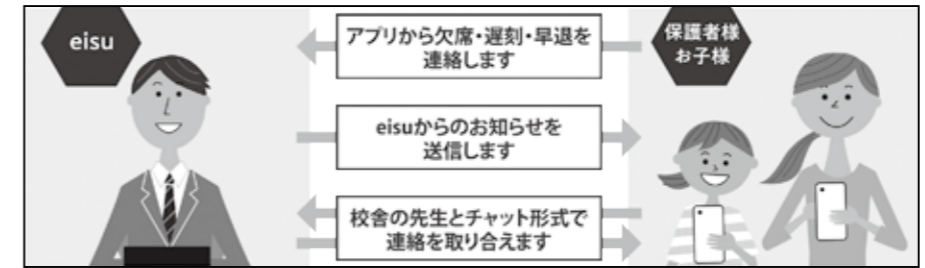 eisu
アプリから欠席・遅刻・早退を
連絡します
保護者様
お子様
eisuからのお知らせを
送信します
校舎の先生とチャット形式で
連絡を取り合えます